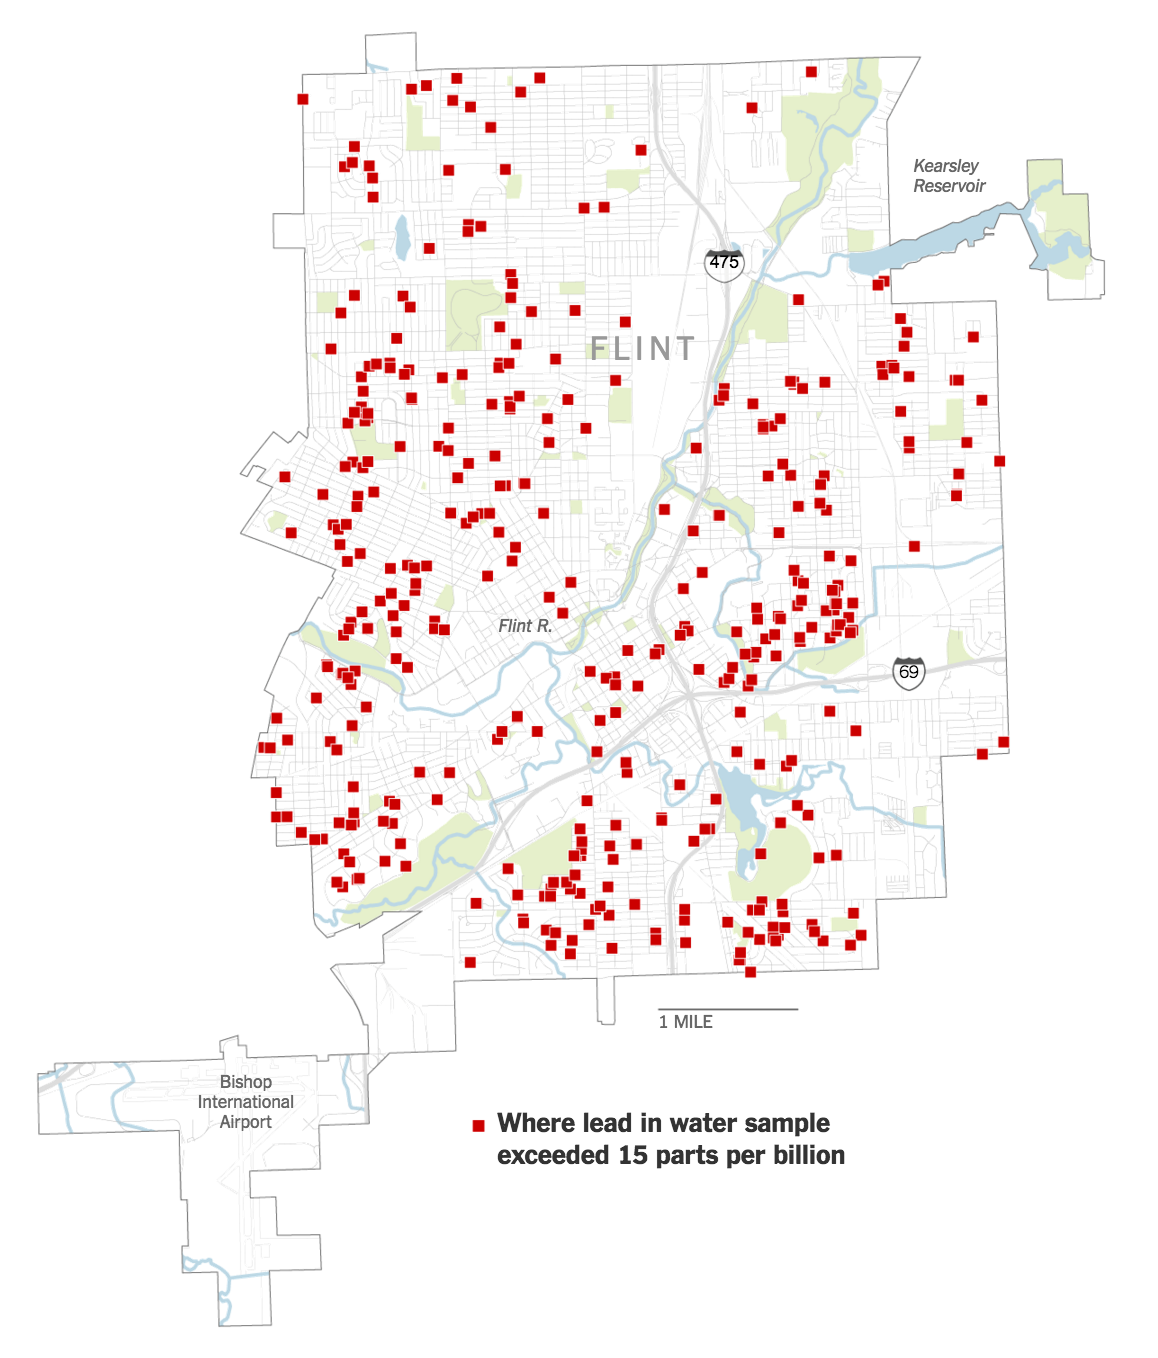 Kearsley
Reservoir
475
FLINT
Flint R.
69
1 MILE
Bishop
International
Airport
Where lead in water sample
exceeded 15 parts per billion